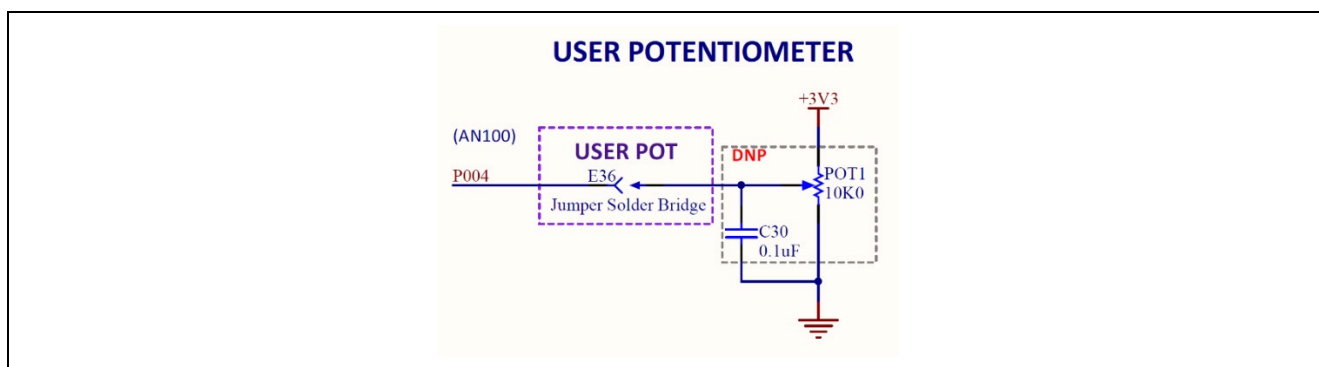 USER POTENTIOMETER
+3V3
(AN100)
USER POT
DNP
P004
E36
POT1
10K0
Jumper Solder Bridge
C30
0.1uF